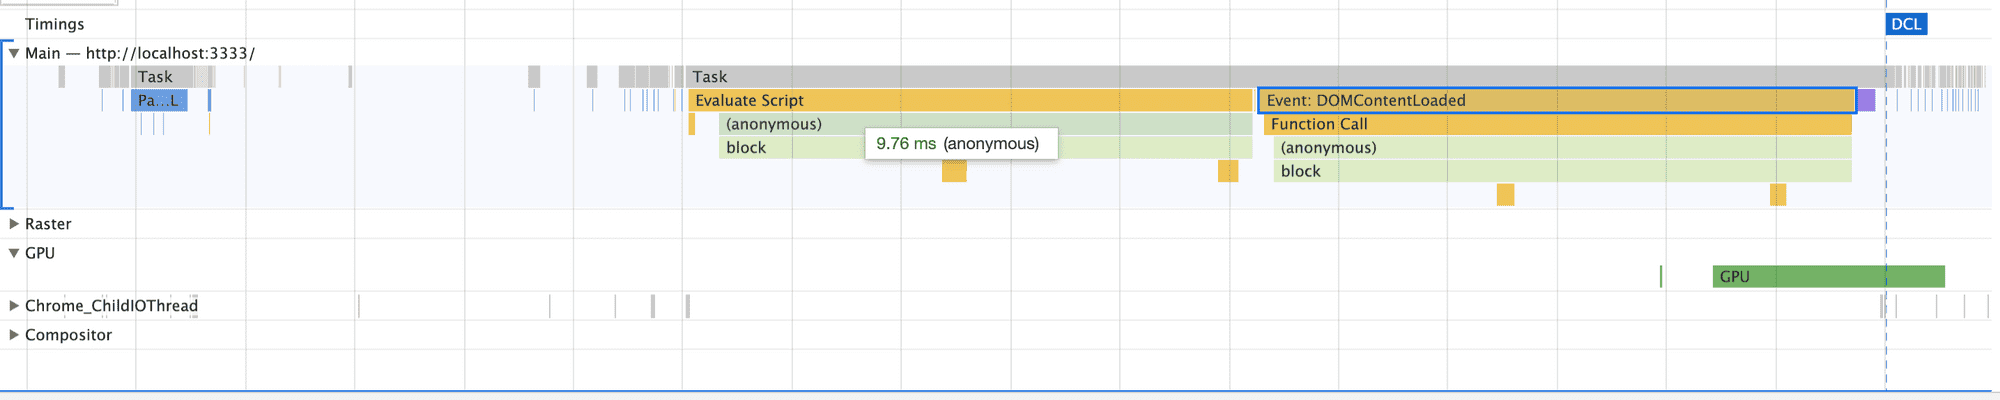 Timings
DCL
Main — http://localhost:3333/
Task
Task
Pa...L
Evaluate Script
Event: DOMContentLoaded
(anonymous)
Function Call
9.76 ms (anonymous)
block
(anonymous)
block
Raster
GPU
GPU
Chrome_ChildIOThread
Compositor